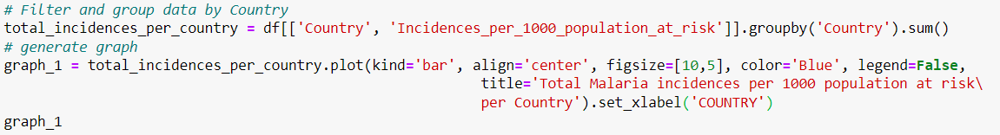 # Filter and group data by Country
total_incidences_per_country = df[['Country', 'Incidences_per_1000_population_at_risk']].groupby('Country').sum()
# generate graph
graph_1 = total_incidences_per_country.plot(kind='bar', align='center', figsize=[10,5], color='Blue', legend=False,
title='Total Malaria incidences per 1000 population at risk\
per Country').set_xlabel('COUNTRY')
graph_1